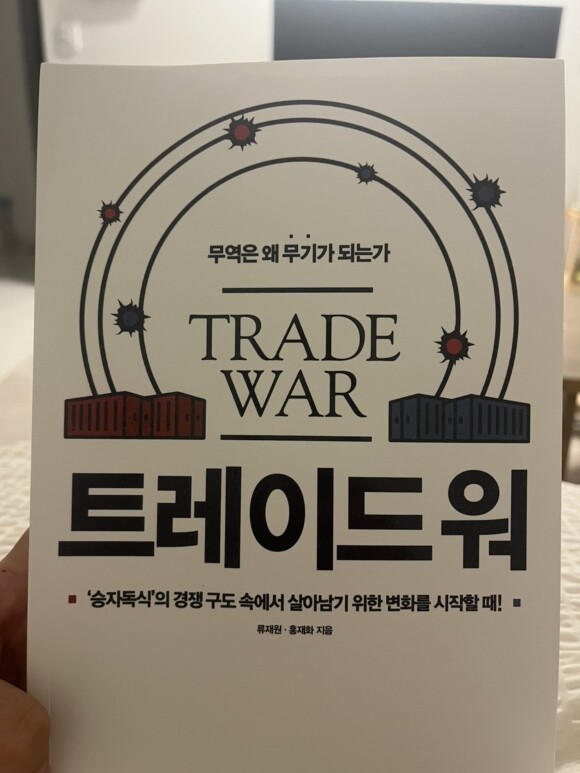 무역은 왜 무기가 되는가
TRADE
WAR
트레이드 워
'승자독식'의 경쟁 구도 속에서 살아남기 위한 변화를 시작할 때!
류재원 · 홍재화 지음